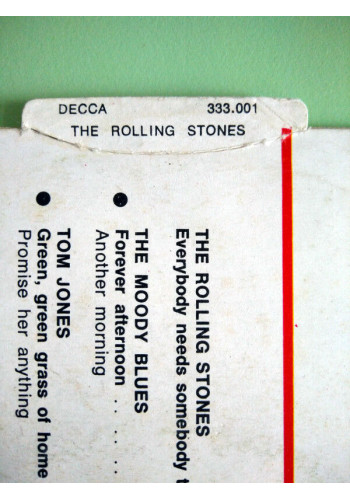 DECCA 333.001
THE ROLLING STONES
THE ROLLING STONES
Everybody needs somebody
THE MOODY BLUES
Forever afternoon . . . .
Another morning
TOM JONES
Green, green grass of home
Promise her anything